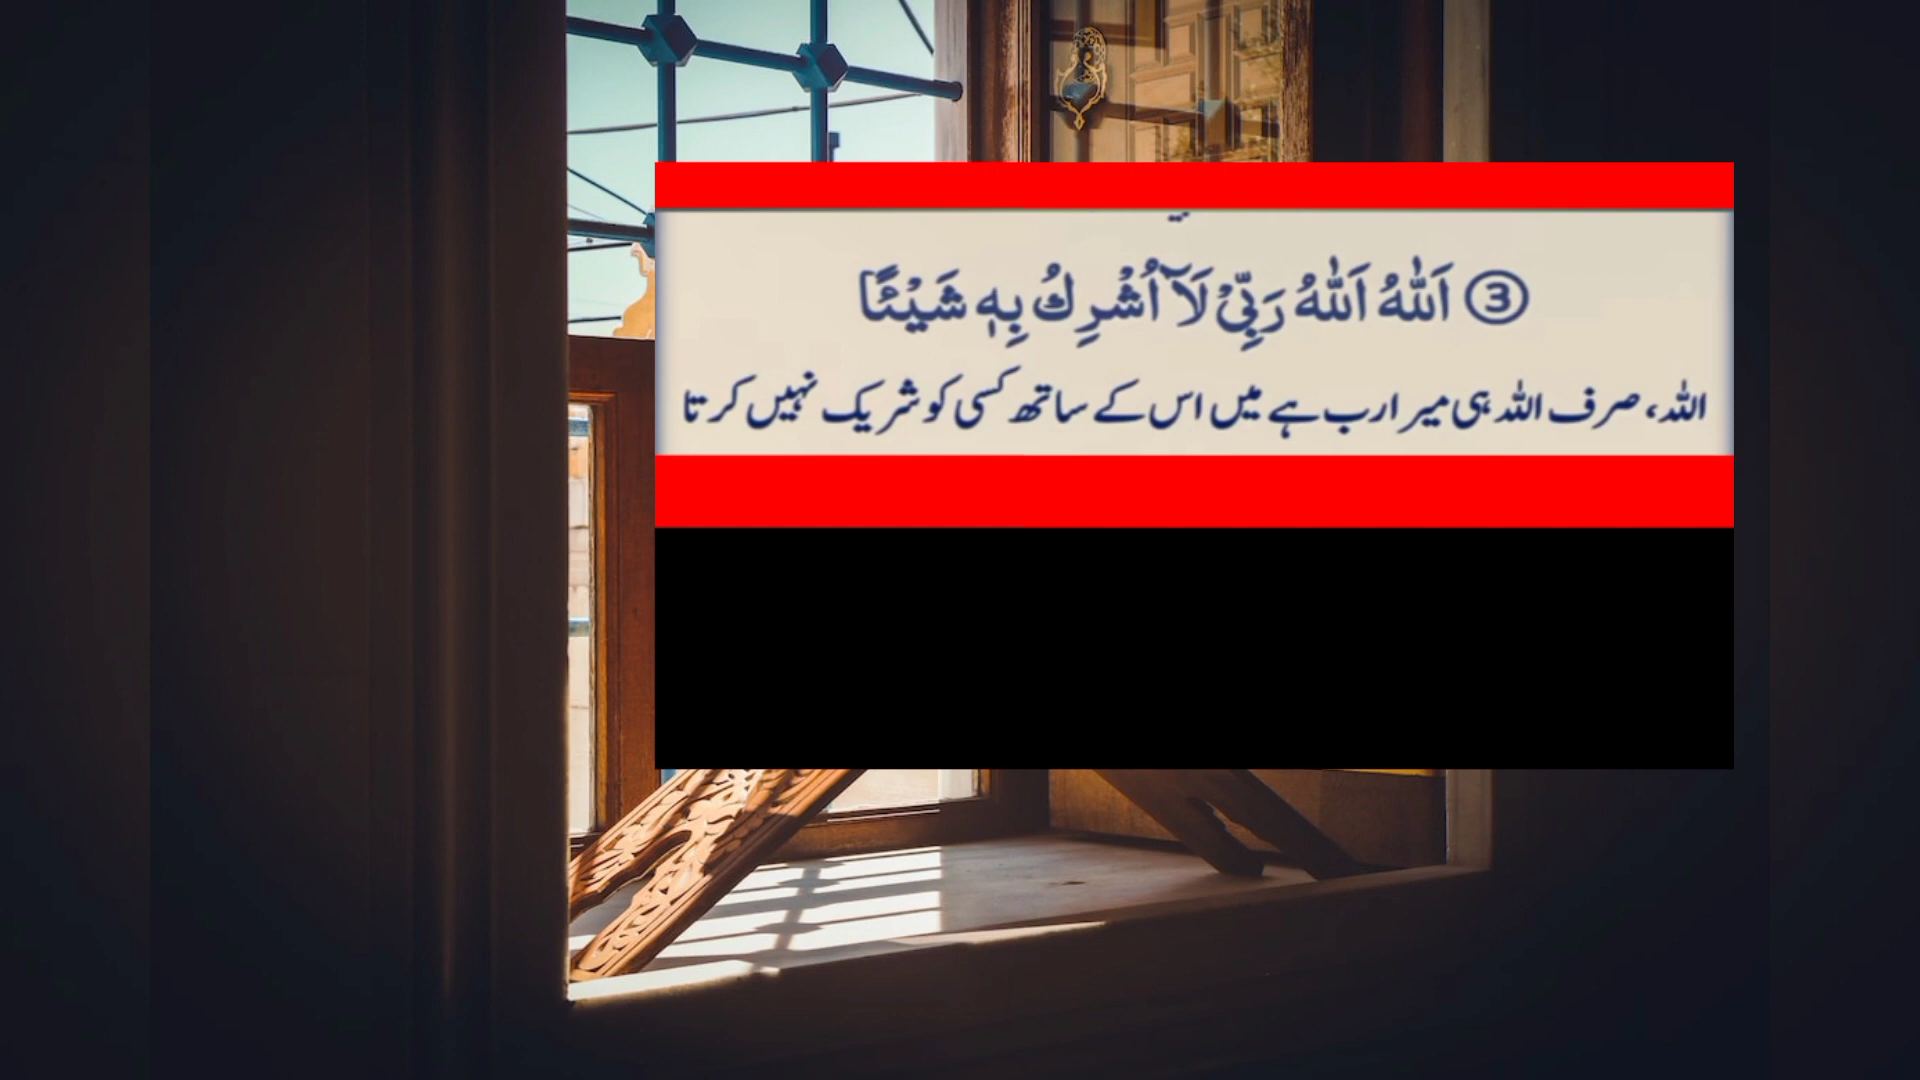 ③ اَللّٰهُ اَللّٰهُ رَبِّيْ لَآ اُشْرِكُ بِهٖ شَيْئًا
اللہ، صرف اللہ ہی میرا رب ہے میں اس کے ساتھ کسی کو شریک نہیں کرتا